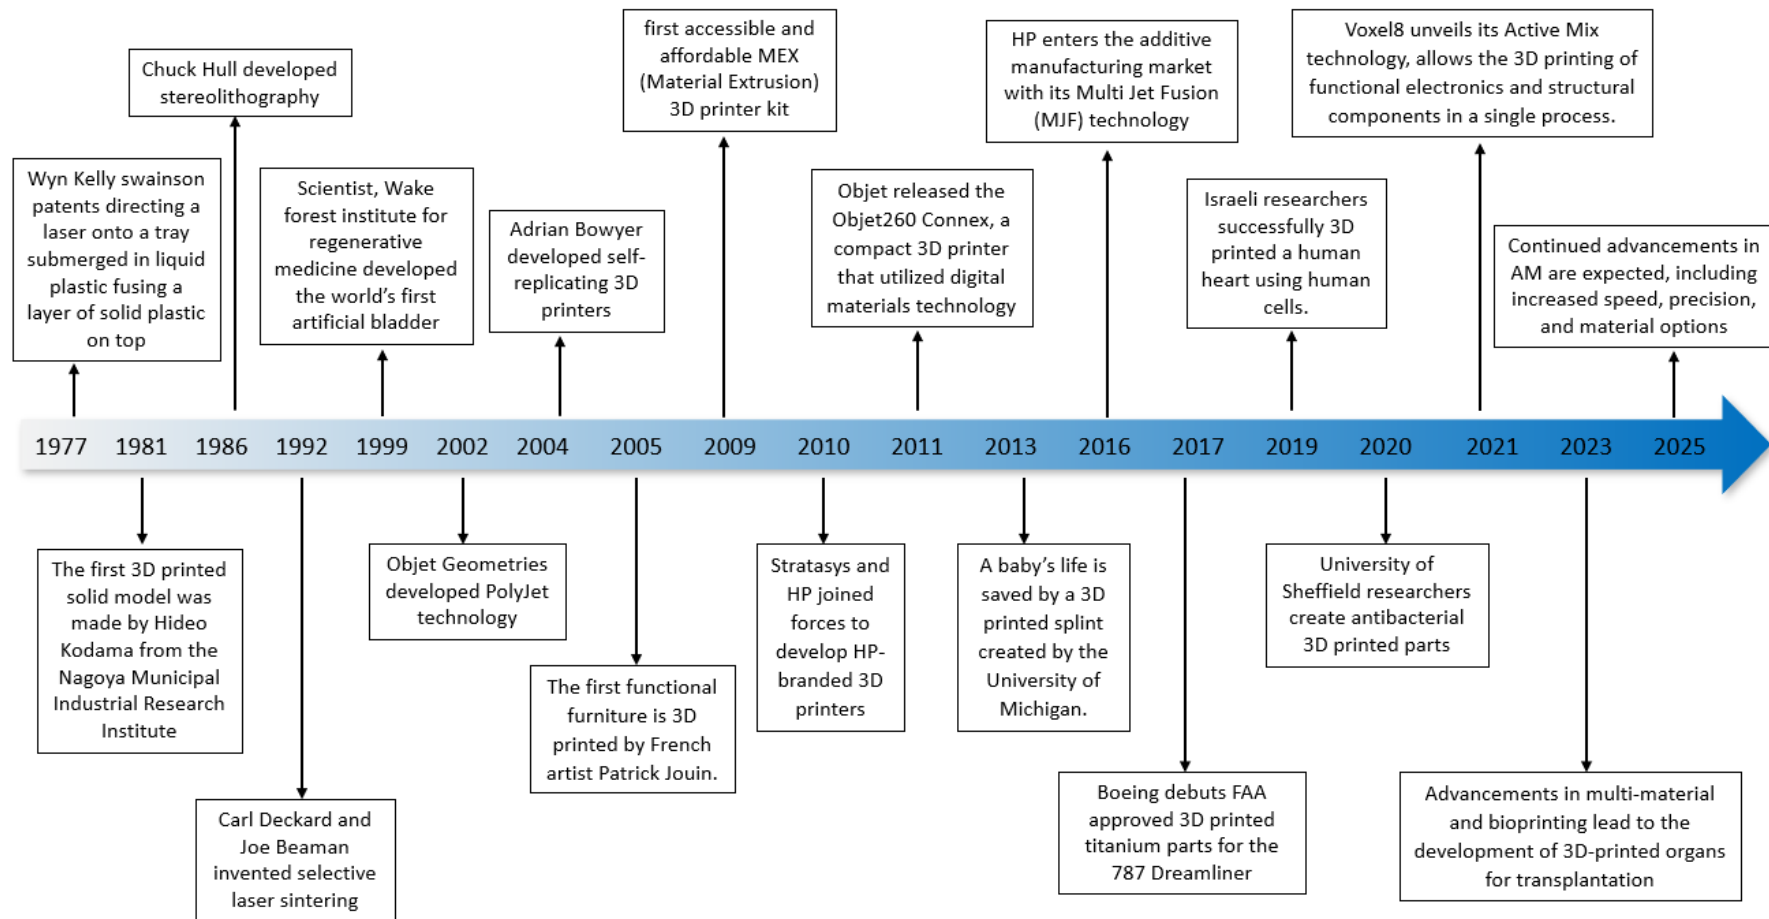 Chuck Hull developed
stereolithography
first accessible and
affordable MEX
(Material Extrusion)
3D printer kit
HP enters the additive
manufacturing market
with its Multi Jet Fusion
(MJF) technology
Voxel8 unveils its Active Mix
technology, allows the 3D printing of
functional electronics and structural
components in a single process.
Wyn Kelly swainson
patents directing a
laser onto a tray
submerged in liquid
plastic fusing a
layer of solid plastic
on top
Scientist, Wake
forest institute for
regenerative
medicine developed
the world’s first
artificial bladder
Adrian Bowyer
developed self-
replicating 3D
printers
Objet released the
Objet260 Connex, a
compact 3D printer
that utilized digital
materials technology
Israeli researchers
successfully 3D
printed a human
heart using human
cells.
Continued advancements in
AM are expected, including
increased speed, precision,
and material options
1977 1981 1986 1992 1999 2002 2004 2005 2009 2010 2011 2013 2016 2017 2019 2020 2021 2023 2025
The first 3D printed
solid model was
made by Hideo
Kodama from the
Nagoya Municipal
Industrial Research
Institute
Carl Deckard and
Joe Beaman
invented selective
laser sintering
Objet Geometries
developed PolyJet
technology
The first functional
furniture is 3D
printed by French
artist Patrick Jouin.
Stratasys and
HP joined
forces to
develop HP-
branded 3D
printers
A baby’s life is
saved by a 3D
printed splint
created by the
University of
Michigan.
Boeing debuts FAA
approved 3D printed
titanium parts for the
787 Dreamliner
University of
Sheffield researchers
create antibacterial
3D printed parts
Advancements in multi-material
and bioprinting lead to the
development of 3D-printed organs
for transplantation